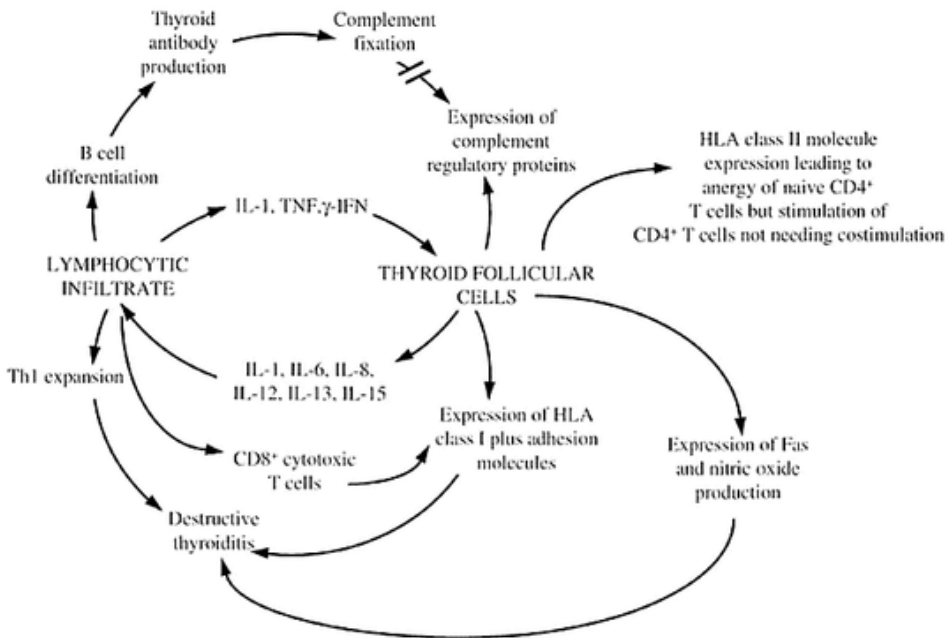 Thyroid
antibody
production
Complement
fixation
Expression of
complement
regulatory proteins
HLA class II molecule
expression leading to
anergy of naive CD4⁺
T cells but stimulation of
CD4⁺ T cells not needing costimulation
B cell
differentiation
IL-1, TNF,γ-IFN
LYMPHOCYTIC
INFILTRATE
THYROID FOLLICULAR
CELLS
Th1 expansion
IL-1, IL-6, IL-8,
IL-12, IL-13, IL-15
Expression of HLA
class I plus adhesion
molecules
CD8⁺ cytotoxic
T cells
Expression of Fas
and nitric oxide
production
Destructive
thyroiditis